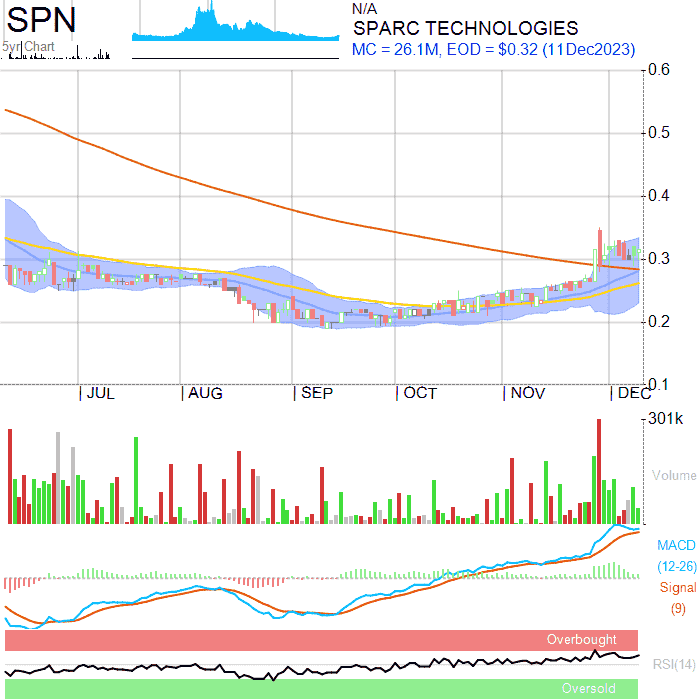 SPN
5yr Chart
N/A
SPARC TECHNOLOGIES
MC = 26.1M, EOD = $0.32 (11Dec2023)
0.6
0.5
0.4
0.3
0.2
0.1
JUL AUG SEP OCT NOV DEC
301k
Volume
MACD
(12-26)
Signal
(9)
Overbought
RSI(14)
Oversold